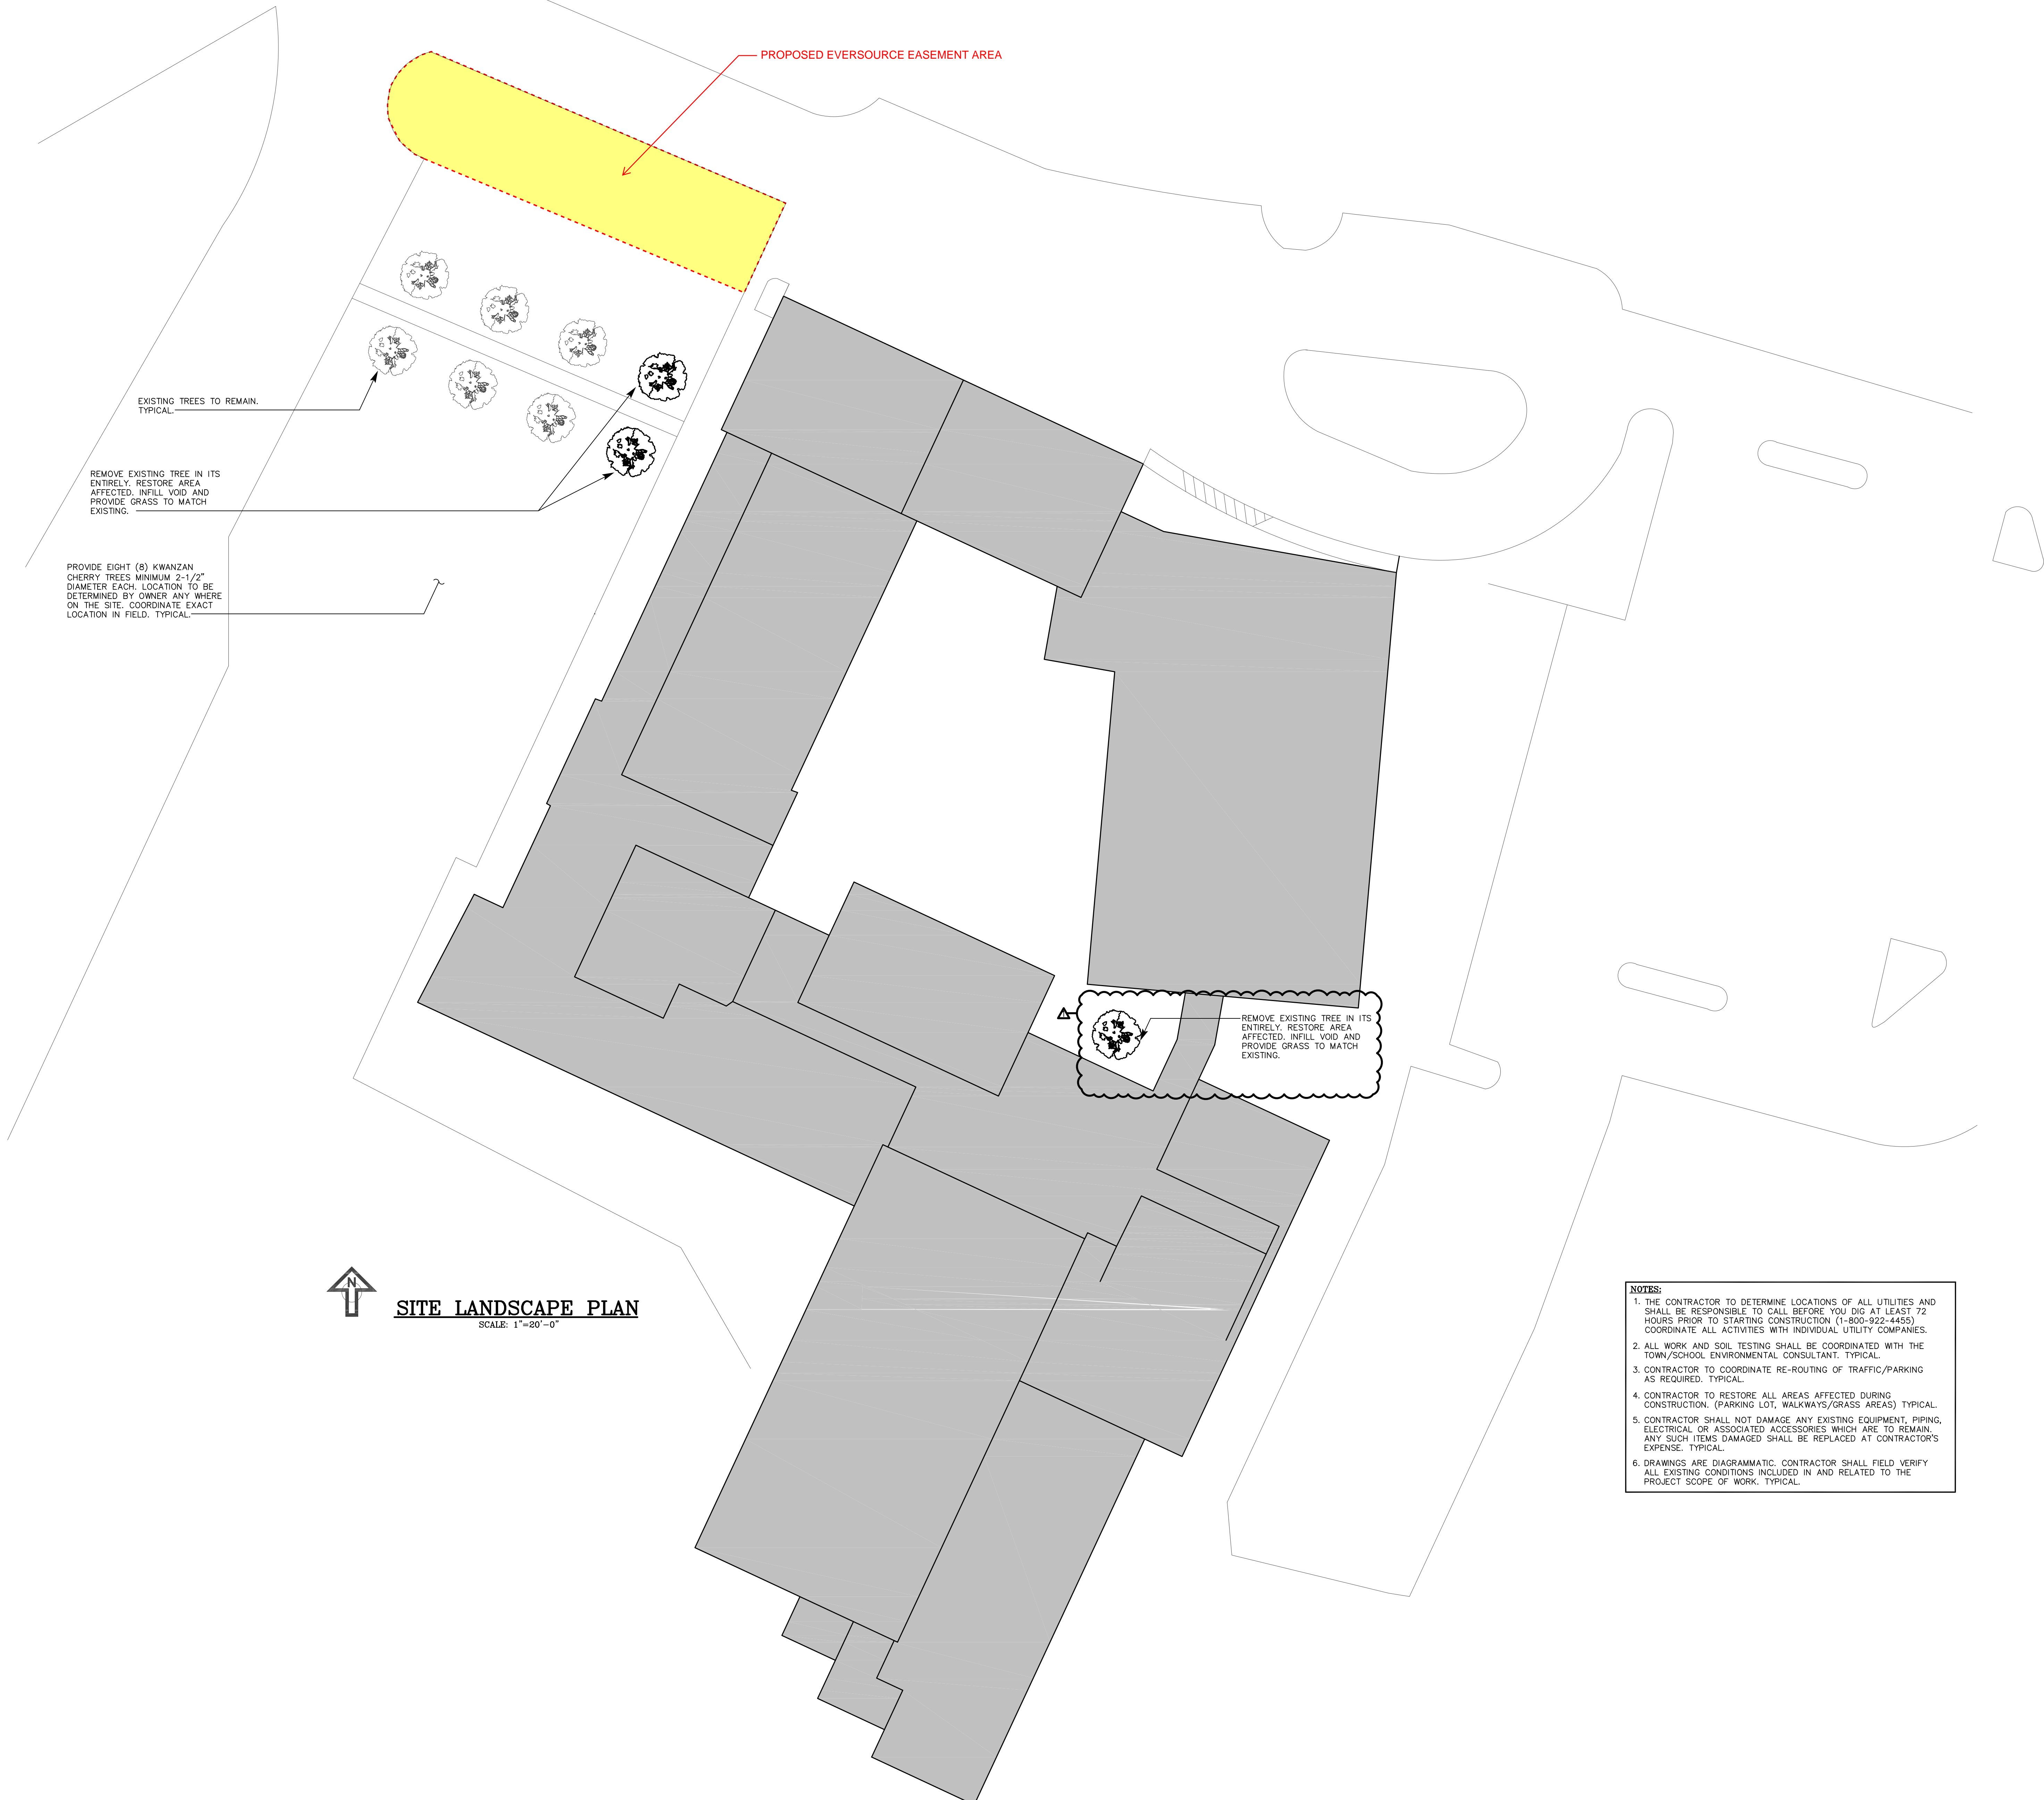 PROPOSED EVERSOURCE EASEMENT AREA
EXISTING TREES TO REMAIN.
TYPICAL.
REMOVE EXISTING TREE IN ITS
ENTIRELY. RESTORE AREA
AFFECTED. INFILL VOID AND
PROVIDE GRASS TO MATCH
EXISTING.
PROVIDE EIGHT (8) KWANZAN
CHERRY TREES MINIMUM 2-1/2"
DIAMETER EACH. LOCATION TO BE
DETERMINED BY OWNER ANY WHERE
ON THE SITE. COORDINATE EXACT
LOCATION IN FIELD. TYPICAL.
REMOVE EXISTING TREE IN ITS
ENTIRELY. RESTORE AREA
AFFECTED. INFILL VOID AND
PROVIDE GRASS TO MATCH
EXISTING.
N
SITE LANDSCAPE PLAN
SCALE: 1"=20'-0"
NOTES:
1. THE CONTRACTOR TO DETERMINE LOCATIONS OF ALL UTILITIES AND
SHALL BE RESPONSIBLE TO CALL BEFORE YOU DIG AT LEAST 72
HOURS PRIOR TO STARTING CONSTRUCTION (1-800-922-4455)
COORDINATE ALL ACTIVITIES WITH INDIVIDUAL UTILITY COMPANIES.
2. ALL WORK AND SOIL TESTING SHALL BE COORDINATED WITH THE
TOWN/SCHOOL ENVIRONMENTAL CONSULTANT. TYPICAL.
3. CONTRACTOR TO COORDINATE RE-ROUTING OF TRAFFIC/PARKING
AS REQUIRED. TYPICAL.
4. CONTRACTOR TO RESTORE ALL AREAS AFFECTED DURING
CONSTRUCTION. (PARKING LOT, WALKWAYS/GRASS AREAS) TYPICAL.
5. CONTRACTOR SHALL NOT DAMAGE ANY EXISTING EQUIPMENT, PIPING,
ELECTRICAL OR ASSOCIATED ACCESSORIES WHICH ARE TO REMAIN.
ANY SUCH ITEMS DAMAGED SHALL BE REPLACED AT CONTRACTOR'S
EXPENSE. TYPICAL.
6. DRAWINGS ARE DIAGRAMMATIC. CONTRACTOR SHALL FIELD VERIFY
ALL EXISTING CONDITIONS INCLUDED IN AND RELATED TO THE
PROJECT SCOPE OF WORK. TYPICAL.